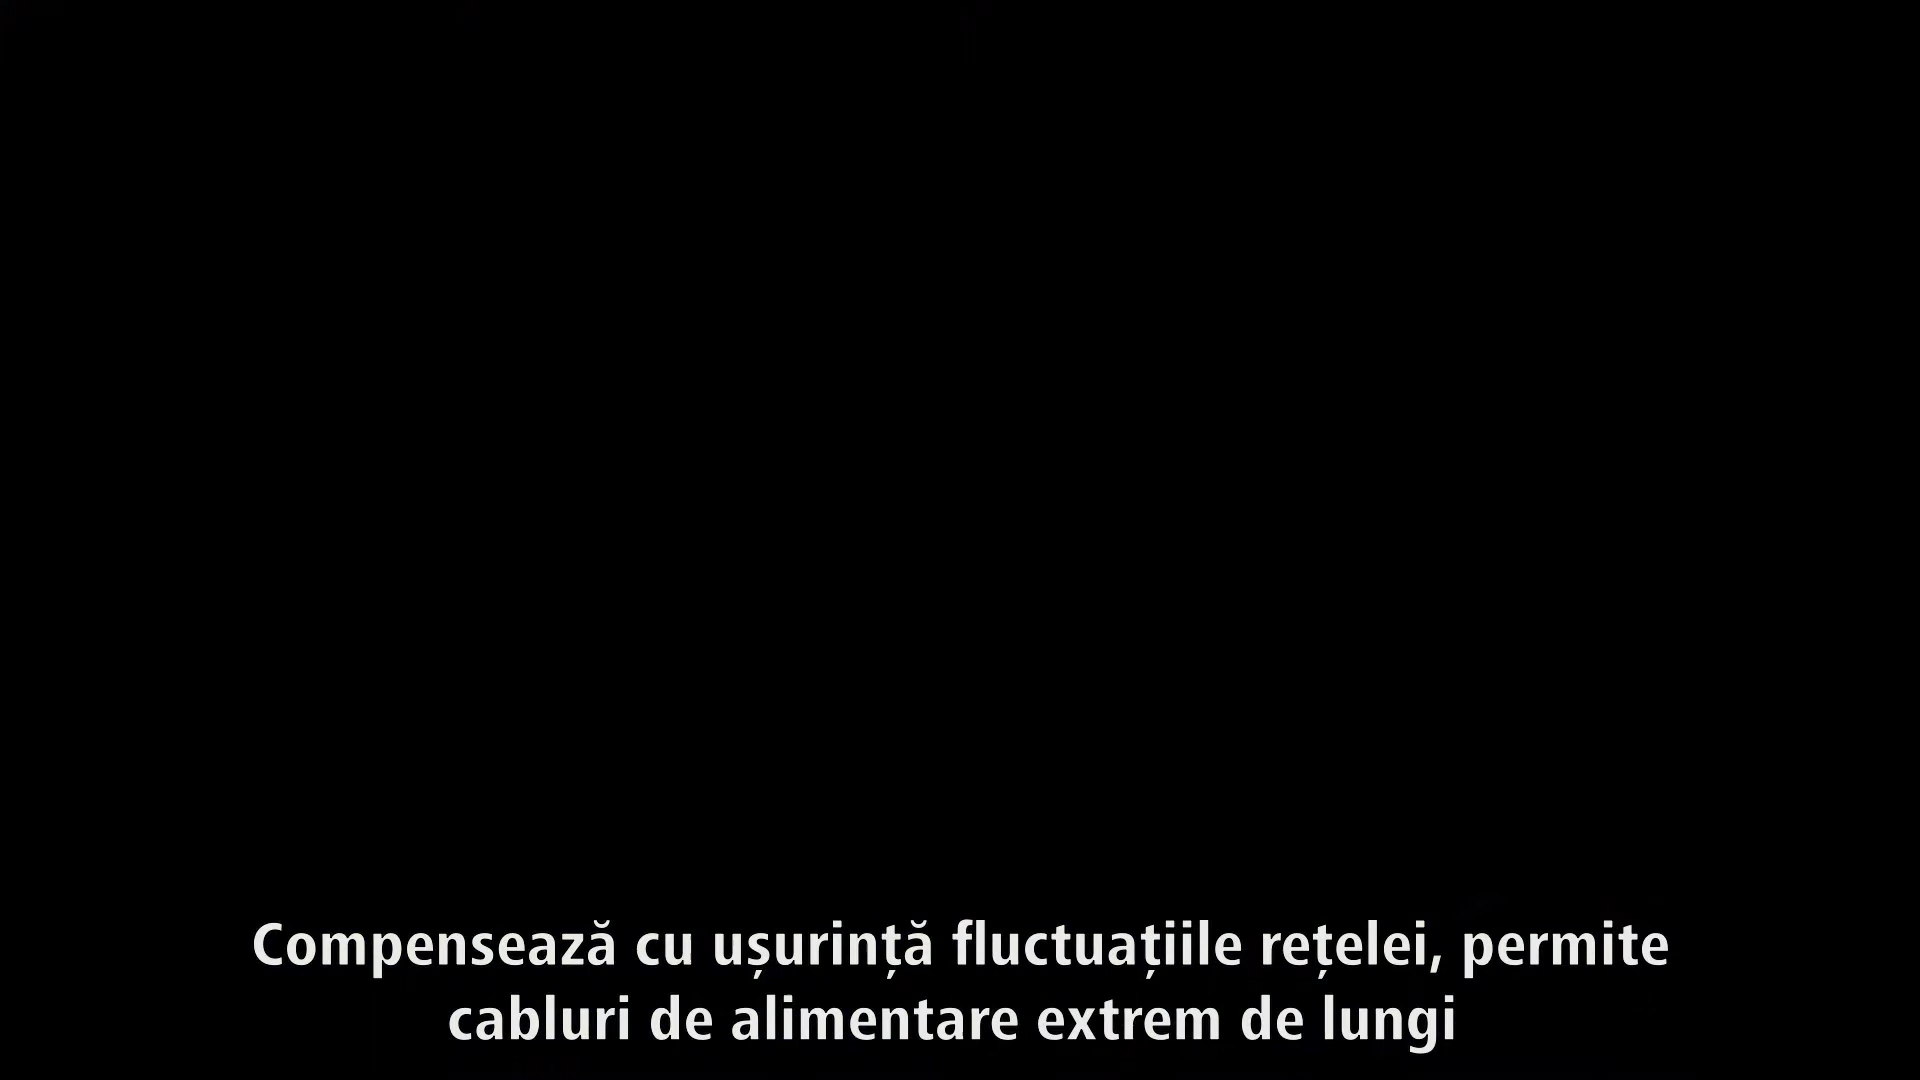 Compensează cu ușurință fluctuațiile rețelei, permite
cabluri de alimentare extrem de lungi